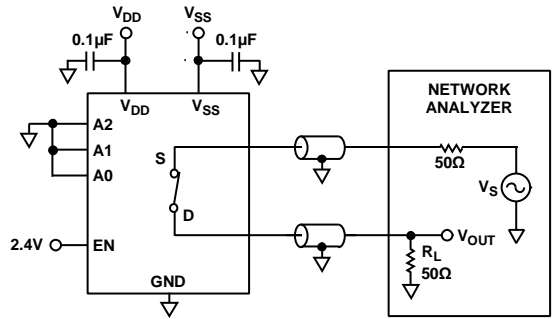 VDD
VSS
0.1µF
0.1µF
VDD
VSS
NETWORK
ANALYZER
A2
A1
A0
S
50Ω
VS
D
2.4V
EN
VOUT
RL
50Ω
GND